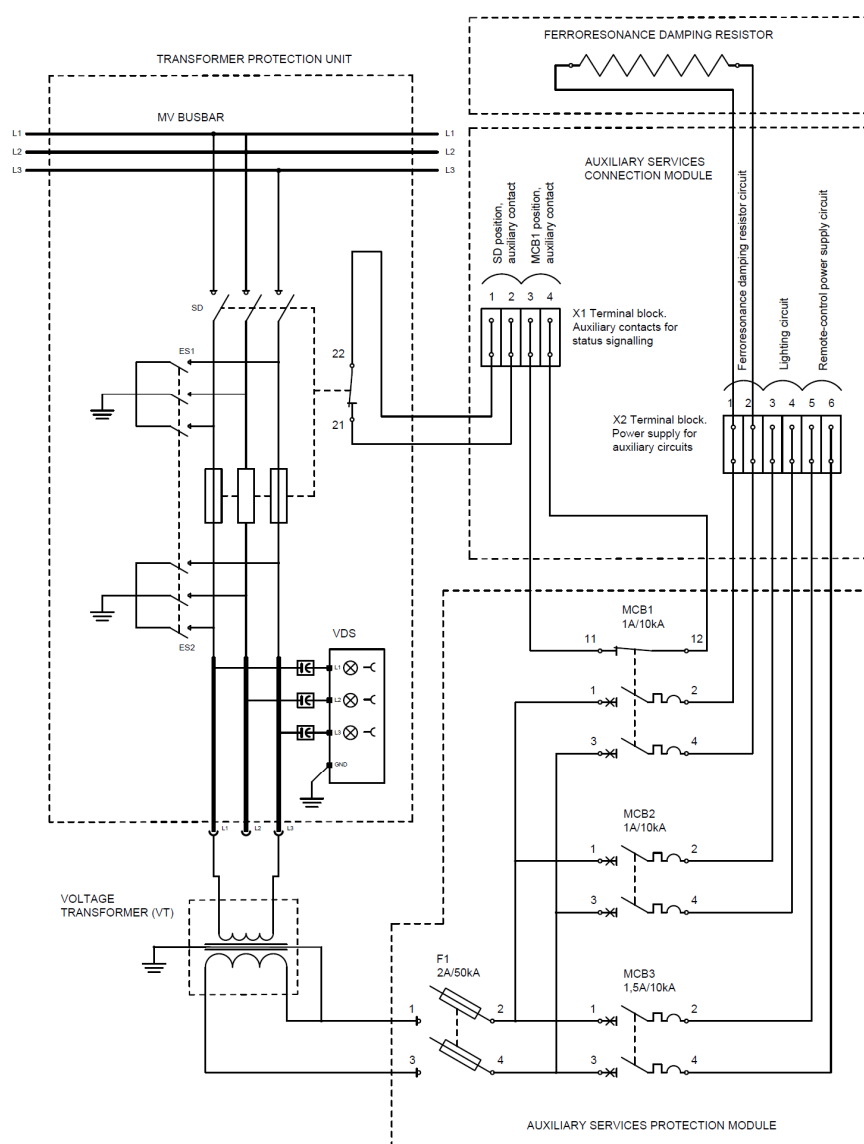 FERRORESONANCE DAMPING RESISTOR
TRANSFORMER PROTECTION UNIT
MV BUSBAR
L1
L1
L2
L2
L3
L3
AUXILIARY SERVICES
CONNECTION MODULE
SD position,
auxiliary contact
MCB1 position,
auxiliary contact
Ferroresonance damping resistor circuit
Lighting circuit
Remote-control power supply circuit
1 2 3 4
X1 Terminal block.
Auxiliary contacts for
status signalling
SD
ES1
22
21
1 2 3 4 5 6
X2 Terminal block.
Power supply for
auxiliary circuits
ES2
VDS
L1
L2
L3
GND
MCB1
1A/10kA
11
12
1
2
3
4
L1
L2
L3
MCB2
1A/10kA
1
2
3
4
VOLTAGE
TRANSFORMER (VT)
F1
2A/50kA
1
2
3
4
MCB3
1,5A/10kA
1
2
3
4
AUXILIARY SERVICES PROTECTION MODULE